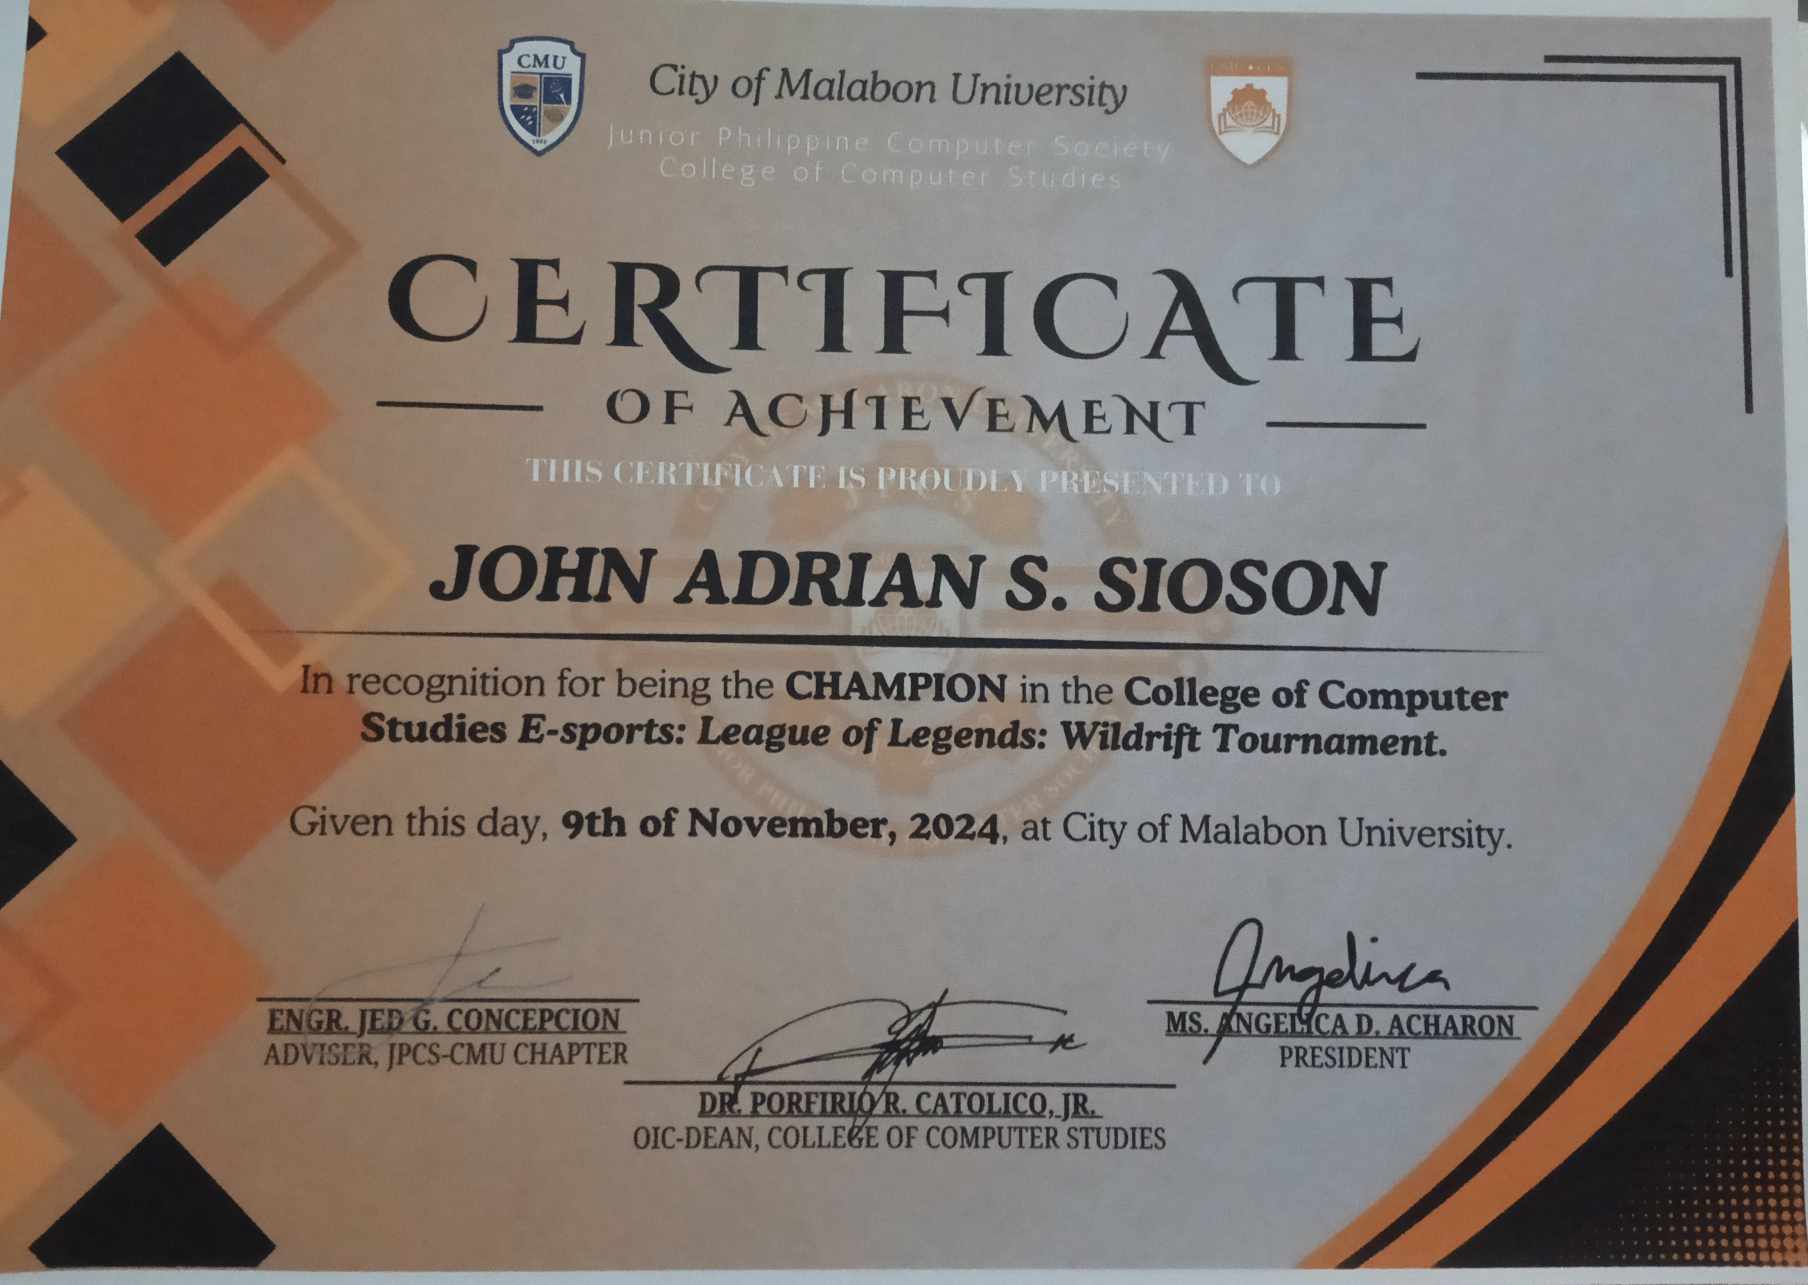 CMU
City of Malabon University
Junior Philippine Computer Society
College of Computer Studies
CERTIFICATE
OF ACHIEVEMENT
THIS CERTIFICATE IS PROUDLY PRESENTED TO
JOHN ADRIAN S. SIOSON
In recognition for being the CHAMPION in the College of Computer
Studies E-sports: League of Legends: Wildrift Tournament.
Given this day, 9th of November, 2024, at City of Malabon University.
Angelica
ENGR. JED G. CONCEPCION
ADVISER, JPCS-CMU CHAPTER
MS. ANGELICA D. ACHARON
PRESIDENT
DR. PORFIRIO R. CATOLICO, JR.
OIC-DEAN, COLLEGE OF COMPUTER STUDIES